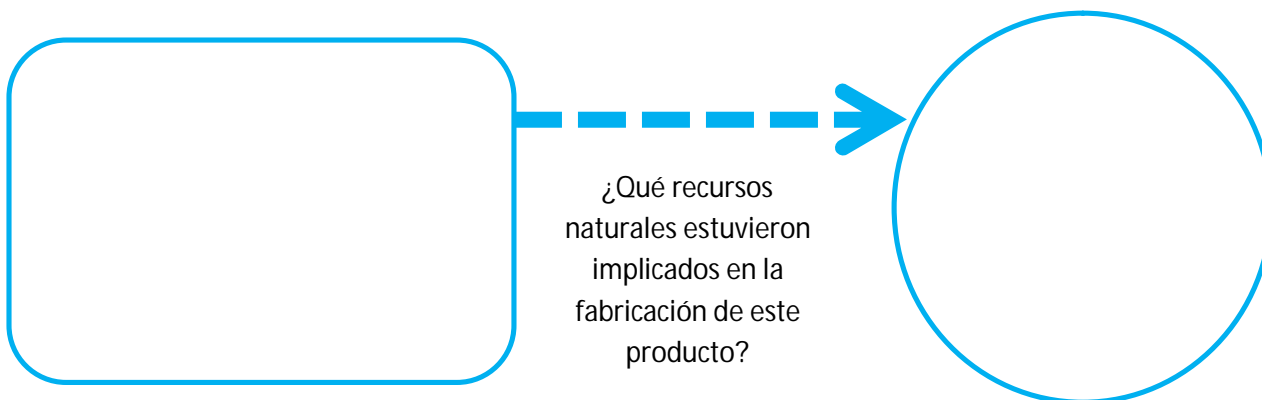 ¿Qué recursos
naturales estuvieron
implicados en la
fabricación de este
producto?